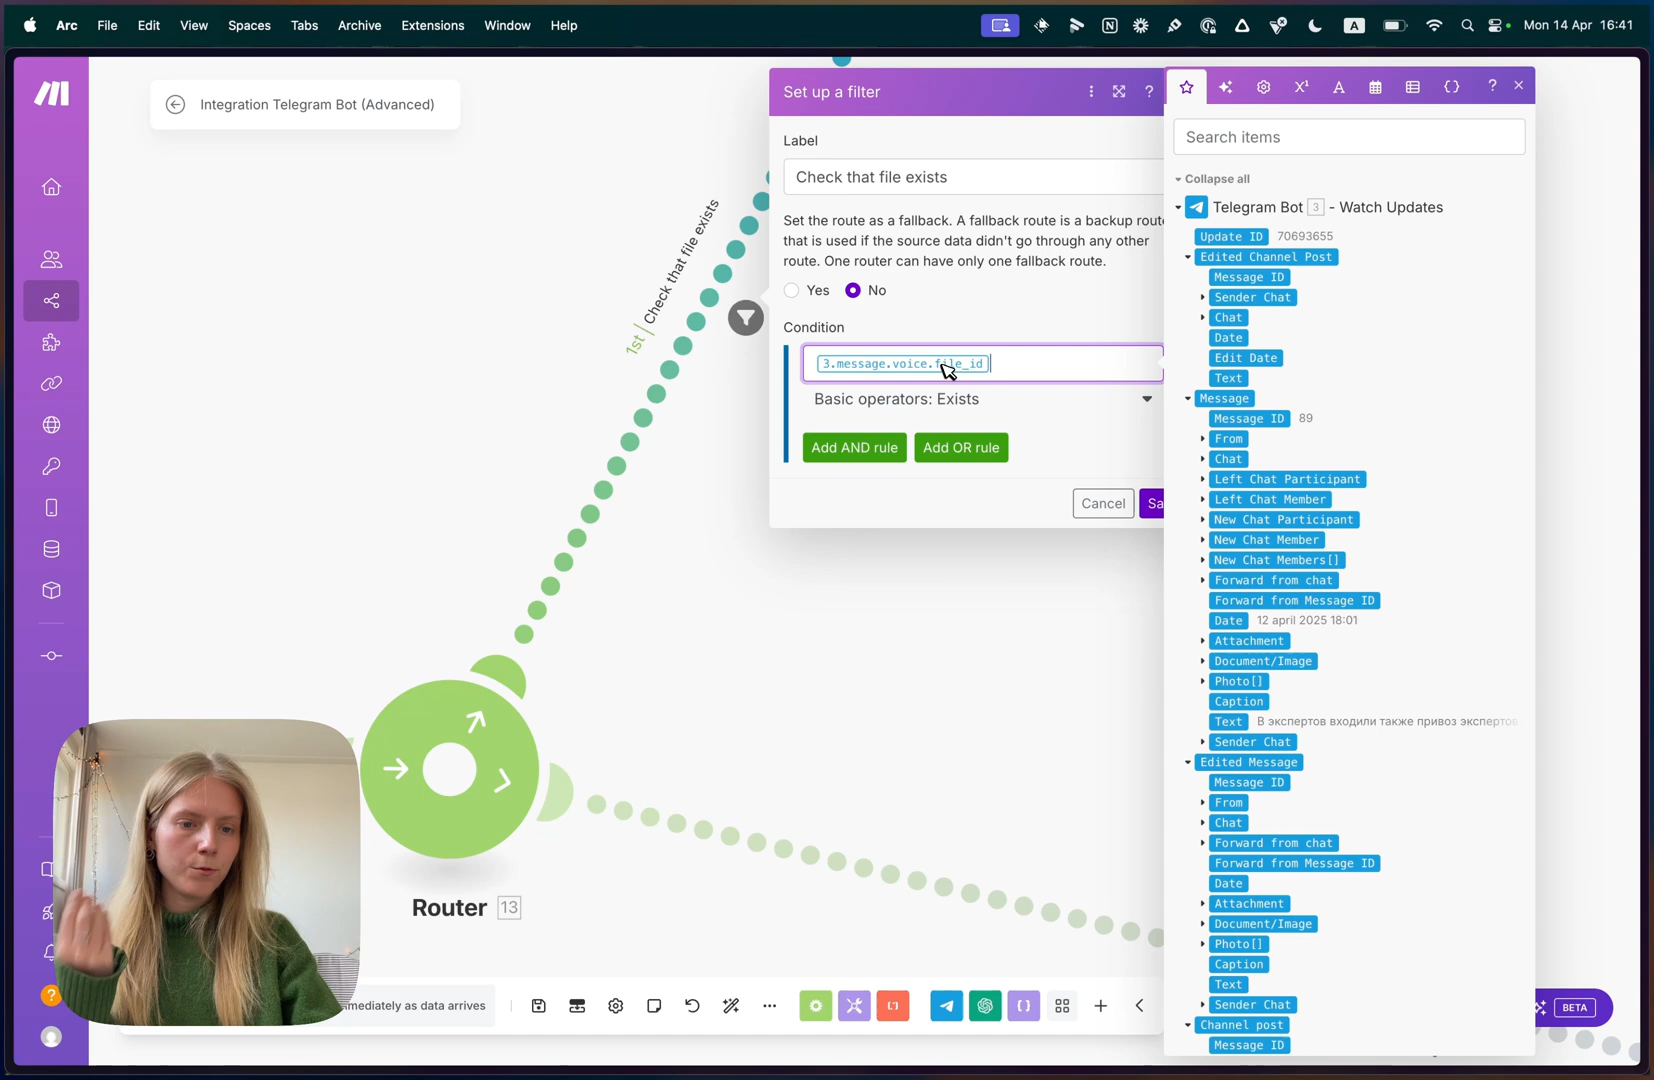 Arc File Edit View Spaces Tabs Archive Extensions Window Help
A
Mon 14 Apr 16:41
Integration Telegram Bot (Advanced)
1st | Check that file exists
Router 13
mediately as data arrives
Set up a filter
?
Label
Check that file exists
Set the route as a fallback. A fallback route is a backup route
that is used if the source data didn't go through any other
route. One router can have only one fallback route.
Yes No
Condition
3.message.voice.file_id
Basic operators: Exists
Add AND rule Add OR rule
Cancel Sa
Search items
Collapse all
Telegram Bot 3 - Watch Updates
Update ID 70693655
Edited Channel Post
Message ID
Sender Chat
Chat
Date
Edit Date
Text
Message
Message ID 89
From
Chat
Left Chat Participant
Left Chat Member
New Chat Participant
New Chat Member
New Chat Members[]
Forward from chat
Forward from Message ID
Date 12 april 2025 18:01
Attachment
Document/Image
Photo[]
Caption
Text В экспертов входили также привоз экспертов
Sender Chat
Edited Message
Message ID
From
Chat
Forward from chat
Forward from Message ID
Date
Attachment
Document/Image
Photo[]
Caption
Text
Sender Chat
Channel post
Message ID
BETA